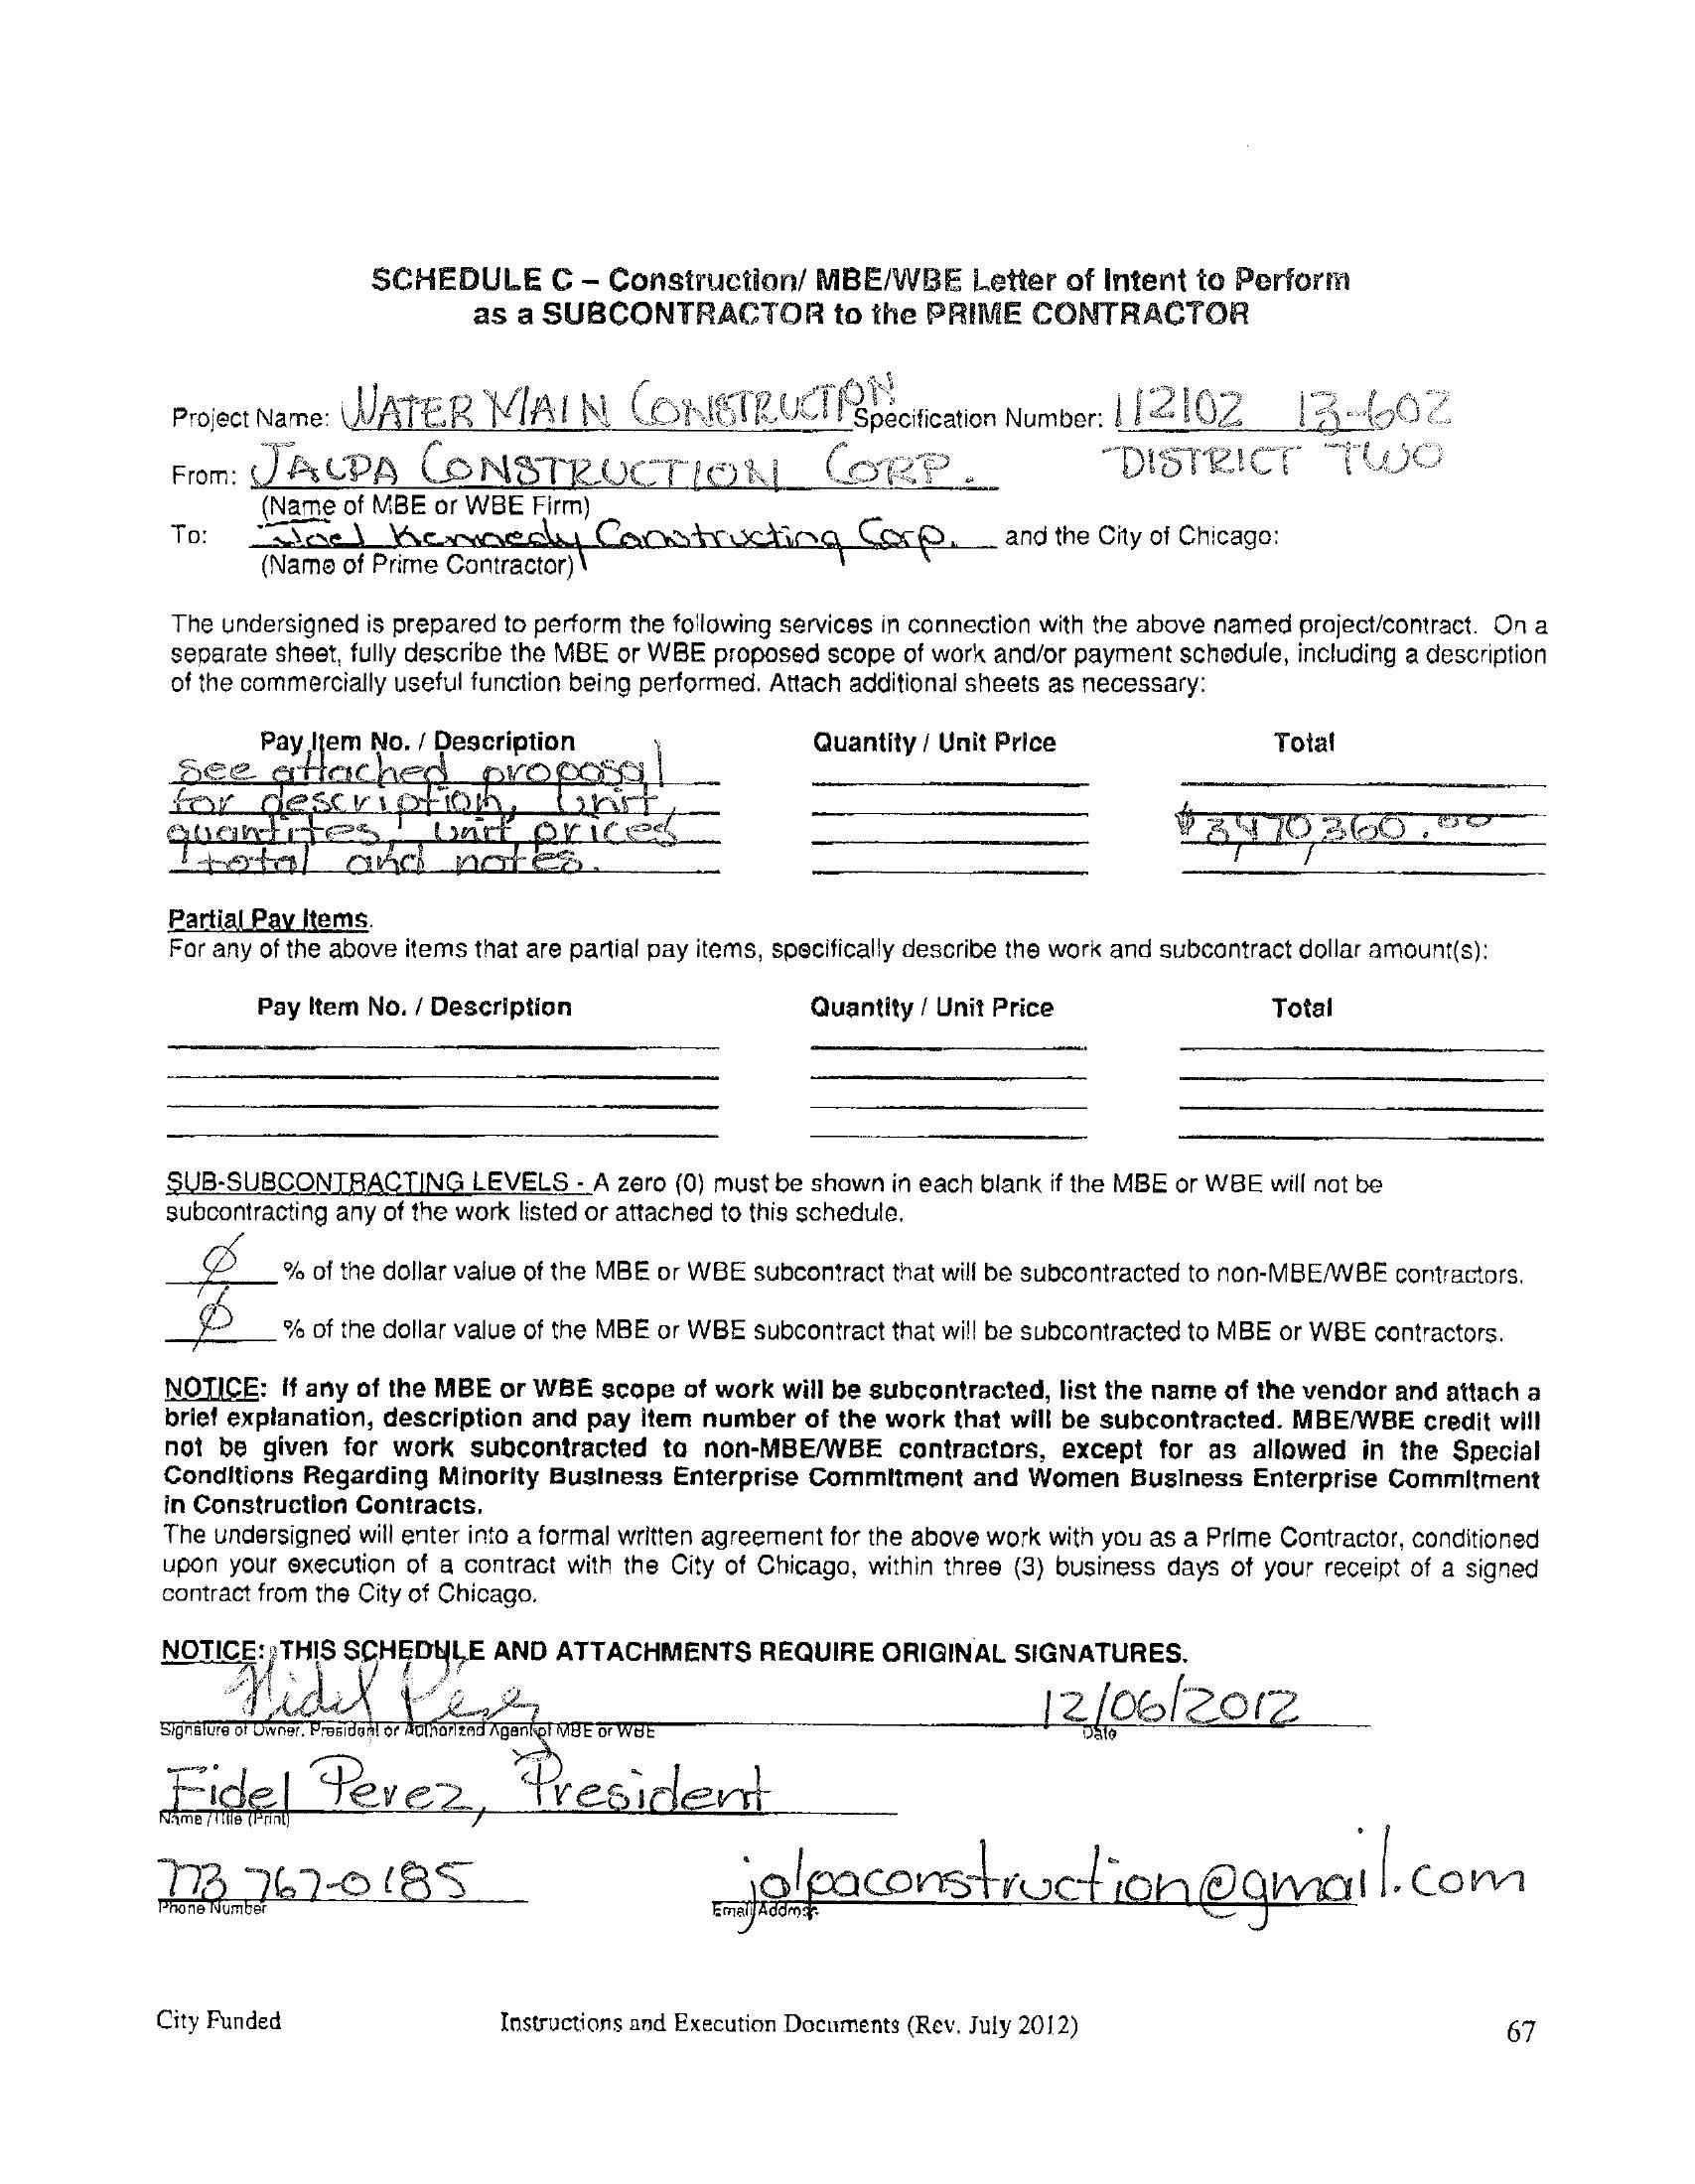 SCHEDULE C – Construction/ MBE/WBE Letter of Intent to Perform
as a SUBCONTRACTOR to the PRIME CONTRACTOR
Project Name: WATER MAIN CONSTRUCTION Specification Number: 112102 13-602
From: JALPA CONSTRUCTION CORP. DISTRICT TWO
(Name of MBE or WBE Firm)
To: Joel Kennedy Constructing Corp. and the City of Chicago:
(Name of Prime Contractor)
The undersigned is prepared to perform the following services in connection with the above named project/contract. On a
separate sheet, fully describe the MBE or WBE proposed scope of work and/or payment schedule, including a description
of the commercially useful function being performed. Attach additional sheets as necessary:
Pay Item No. / Description Quantity / Unit Price Total
See attached proposal
for description, unit
quantites, unit prices $3,470,360.00
total and notes.
Partial Pay Items.
For any of the above items that are partial pay items, specifically describe the work and subcontract dollar amount(s):
Pay Item No. / Description Quantity / Unit Price Total
SUB-SUBCONTRACTING LEVELS - A zero (0) must be shown in each blank if the MBE or WBE will not be
subcontracting any of the work listed or attached to this schedule.
0 % of the dollar value of the MBE or WBE subcontract that will be subcontracted to non-MBE/WBE contractors.
0 % of the dollar value of the MBE or WBE subcontract that will be subcontracted to MBE or WBE contractors.
NOTICE: If any of the MBE or WBE scope of work will be subcontracted, list the name of the vendor and attach a
brief explanation, description and pay item number of the work that will be subcontracted. MBE/WBE credit will
not be given for work subcontracted to non-MBE/WBE contractors, except for as allowed in the Special
Conditions Regarding Minority Business Enterprise Commitment and Women Business Enterprise Commitment
in Construction Contracts.
The undersigned will enter into a formal written agreement for the above work with you as a Prime Contractor, conditioned
upon your execution of a contract with the City of Chicago, within three (3) business days of your receipt of a signed
contract from the City of Chicago.
NOTICE: THIS SCHEDULE AND ATTACHMENTS REQUIRE ORIGINAL SIGNATURES.
Fidel Perez 12/06/2012
Signature of Owner, President or Authorized Agent of MBE or WBE Date
Fidel Perez, President
Name / Title (Print)
773 767-0185 jalpaconstruction@gmail.com
Phone Number Email Address
City Funded Instructions and Execution Documents (Rev. July 2012) 67